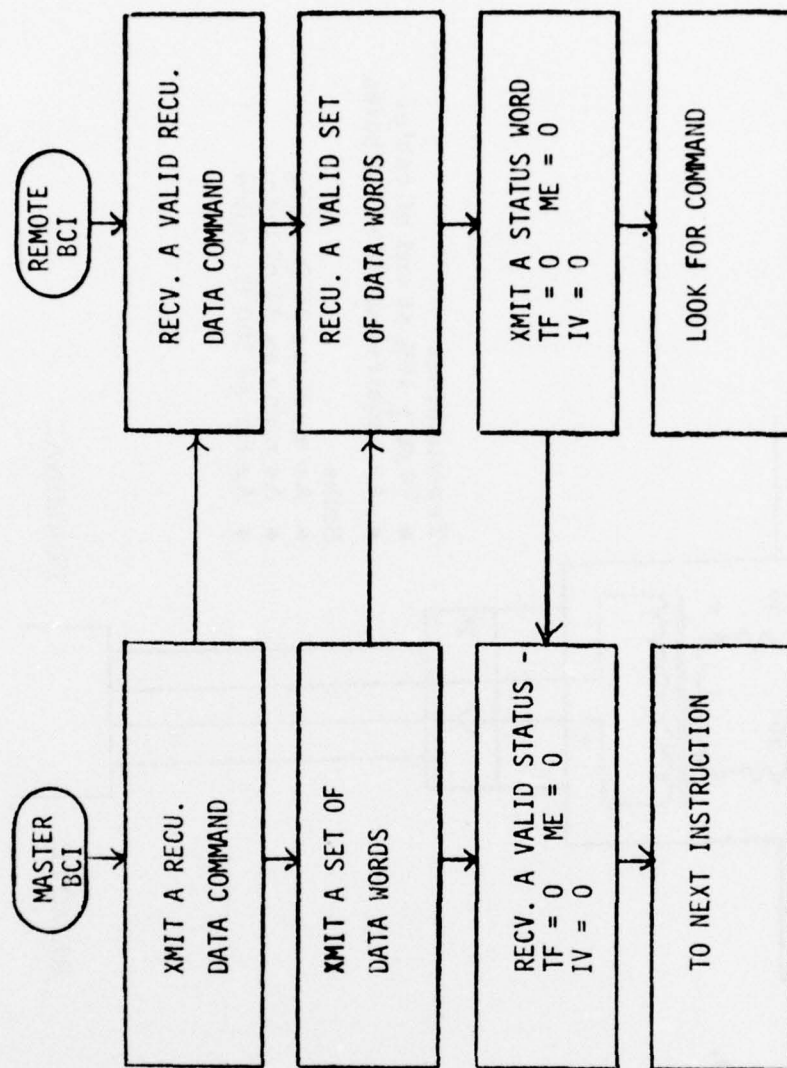 MASTER
BCI
XMIT A RECU.
DATA COMMAND
XMIT A SET OF
DATA WORDS
RECV. A VALID STATUS -
TF = 0 ME = 0
IV = 0
TO NEXT INSTRUCTION
REMOTE
BCI
RECV. A VALID RECU.
DATA COMMAND
RECU. A VALID SET
OF DATA WORDS
XMIT A STATUS WORD
TF = 0 ME = 0
IV = 0
LOOK FOR COMMAND